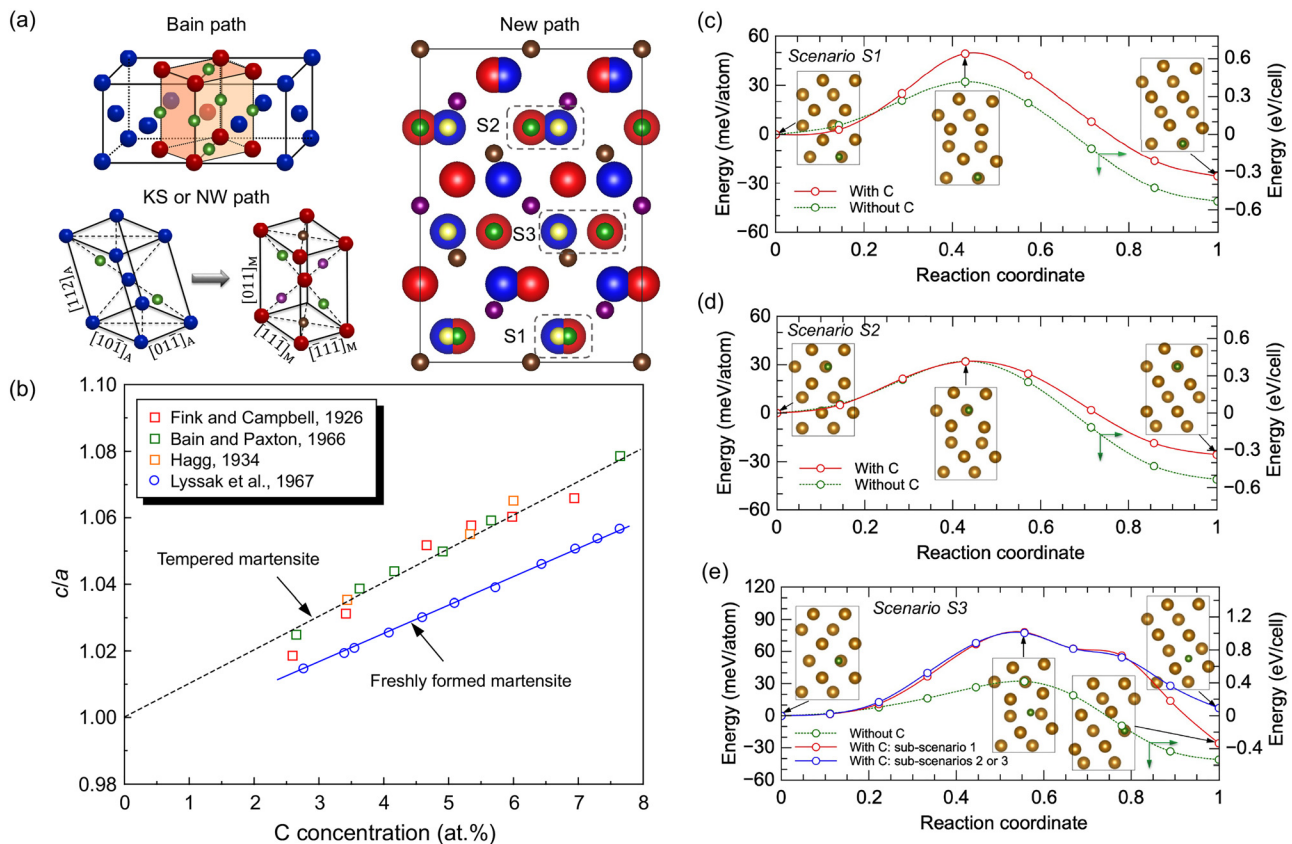 (a)
Bain path
New path
KS or NW path
[1̄12]A
[101]A
[011]A
[011]M
[111]M
S2
S3
S1
(b)
1.10
1.08
1.06
1.04
1.02
1.00
0.98
c/a
Fink and Campbell, 1926
Bain and Paxton, 1966
Hagg, 1934
Lyssak et al., 1967
Tempered martensite
Freshly formed martensite
0 1 2 3 4 5 6 7 8
C concentration (at.%)
(c)
Scenario S1
Energy (meV/atom)
60
30
0
−30
−60
With C
Without C
0.6
0.3
0
−0.3
−0.6
Energy (eV/cell)
0 0.2 0.4 0.6 0.8 1
Reaction coordinate
(d)
Scenario S2
Energy (meV/atom)
60
30
0
−30
−60
With C
Without C
0.6
0.3
0
−0.3
−0.6
Energy (eV/cell)
0 0.2 0.4 0.6 0.8 1
Reaction coordinate
(e)
Scenario S3
Energy (meV/atom)
120
90
60
30
0
−30
−60
Without C
With C: sub-scenario 1
With C: sub-scenarios 2 or 3
1.2
0.8
0.4
0
−0.4
Energy (eV/cell)
0 0.2 0.4 0.6 0.8 1
Reaction coordinate